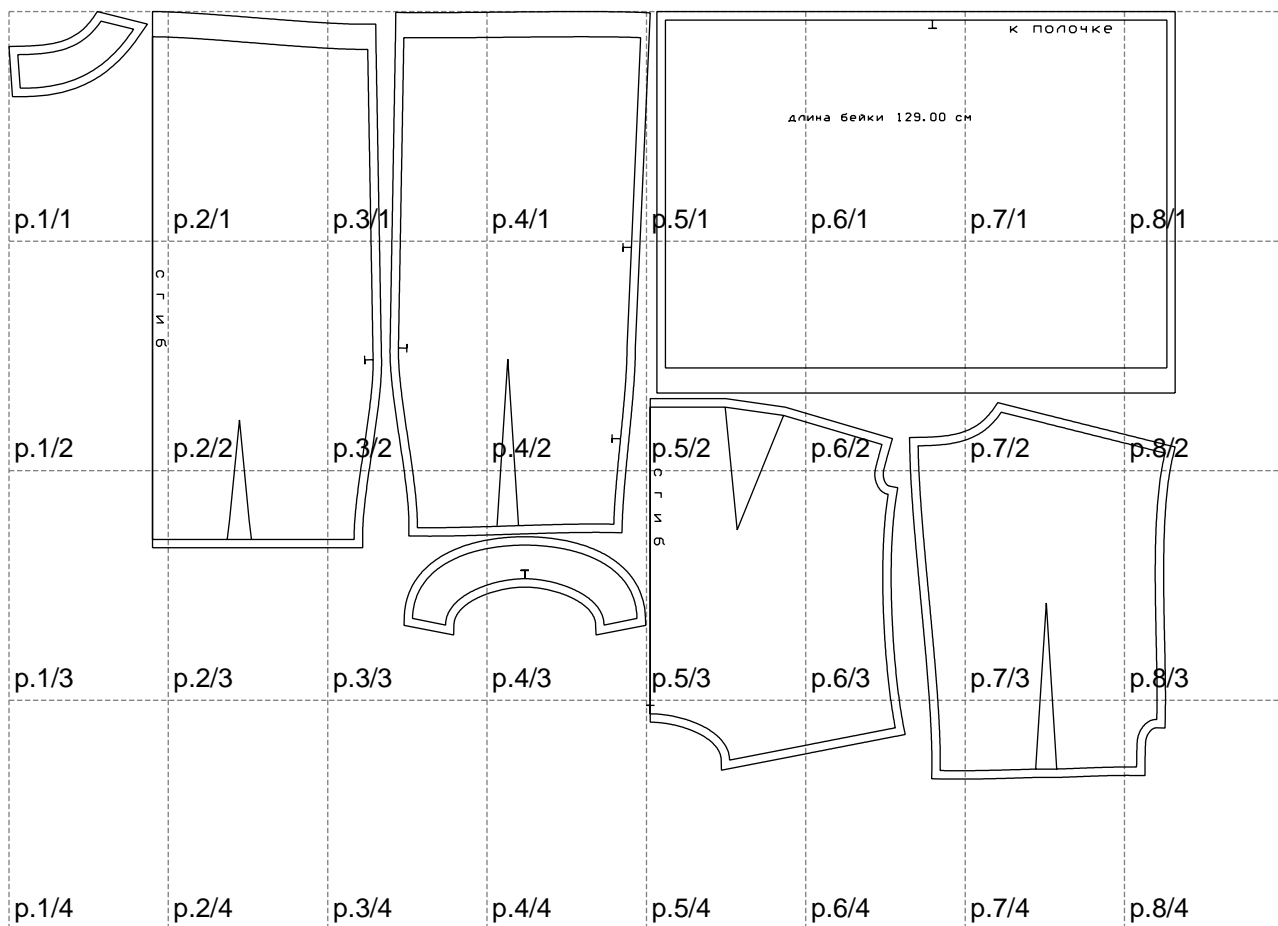 к полочке
длина бейки 129.00 см
p.1/1 p.2/1 p.3/1 p.4/1 p.5/1 p.6/1 p.7/1 p.8/1
сгиб
p.1/2 p.2/2 p.3/2 p.4/2 p.5/2 p.6/2 p.7/2 p.8/2
сгиб
p.1/3 p.2/3 p.3/3 p.4/3 p.5/3 p.6/3 p.7/3 p.8/3
p.1/4 p.2/4 p.3/4 p.4/4 p.5/4 p.6/4 p.7/4 p.8/4